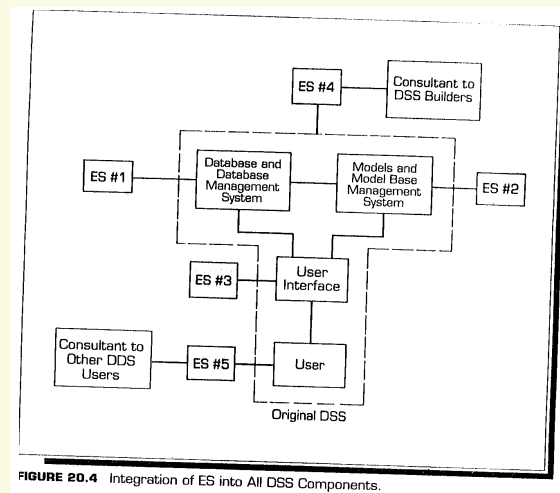 ES #4
Consultant to
DSS Builders
ES #1
Database and
Database
Management
System
Models and
Model Base
Management
System
ES #2
ES #3
User
Interface
Consultant to
Other DDS
Users
ES #5
User
Original DSS
FIGURE 20.4 Integration of ES into All DSS Components.